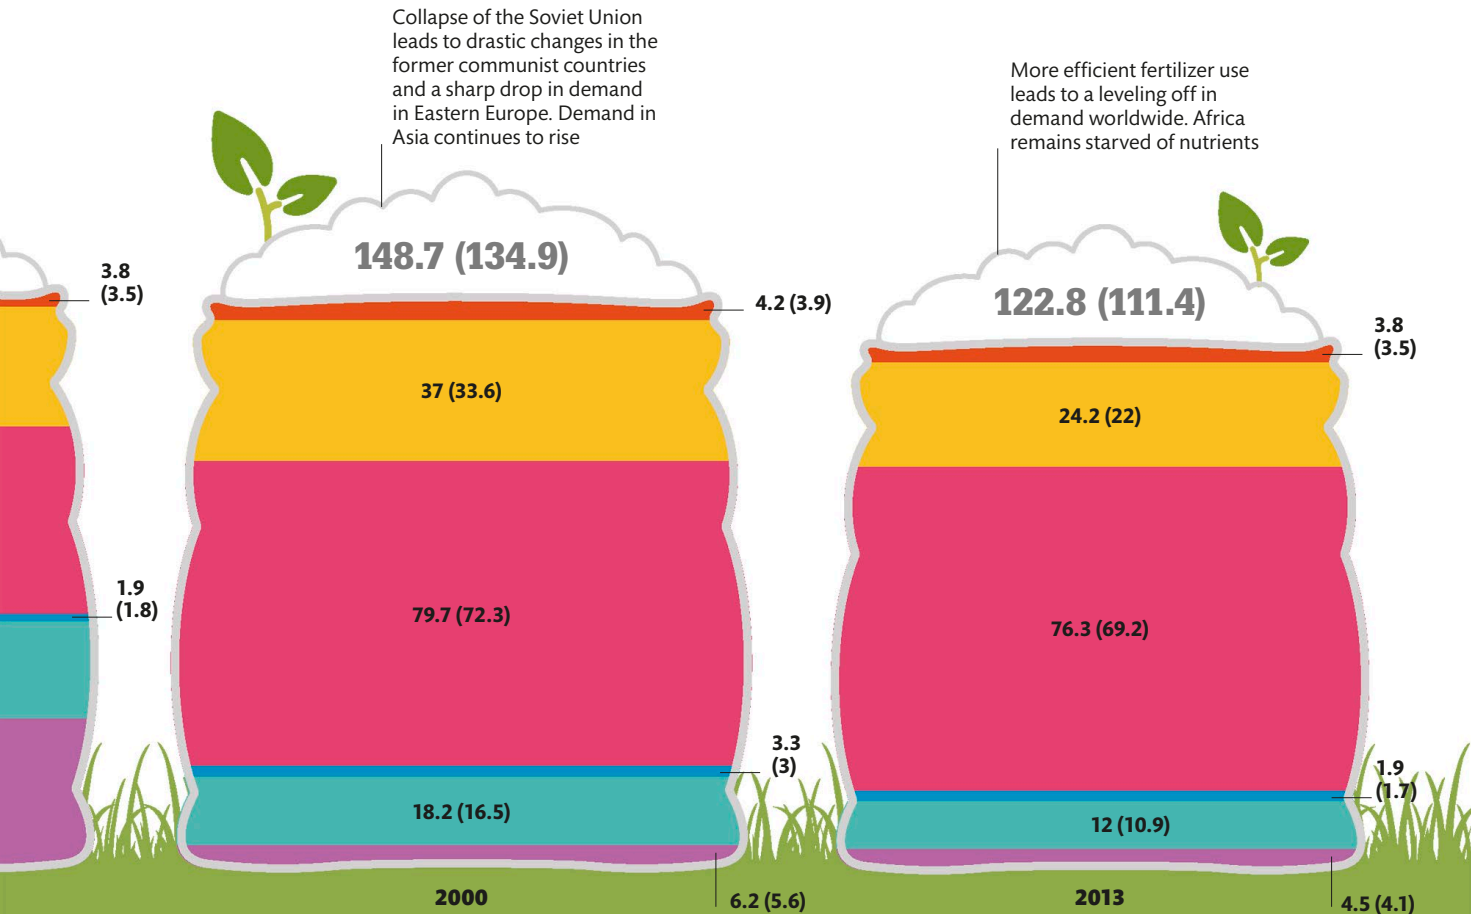 Collapse of the Soviet Union
leads to drastic changes in the
former communist countries
and a sharp drop in demand
in Eastern Europe. Demand in
Asia continues to rise
More efficient fertilizer use
leads to a leveling off in
demand worldwide. Africa
remains starved of nutrients
3.8
(3.5)
1.9
(1.8)
148.7 (134.9)
4.2 (3.9)
37 (33.6)
79.7 (72.3)
3.3
(3)
18.2 (16.5)
6.2 (5.6)
2000
122.8 (111.4)
3.8
(3.5)
24.2 (22)
76.3 (69.2)
1.9
(1.7)
12 (10.9)
4.5 (4.1)
2013